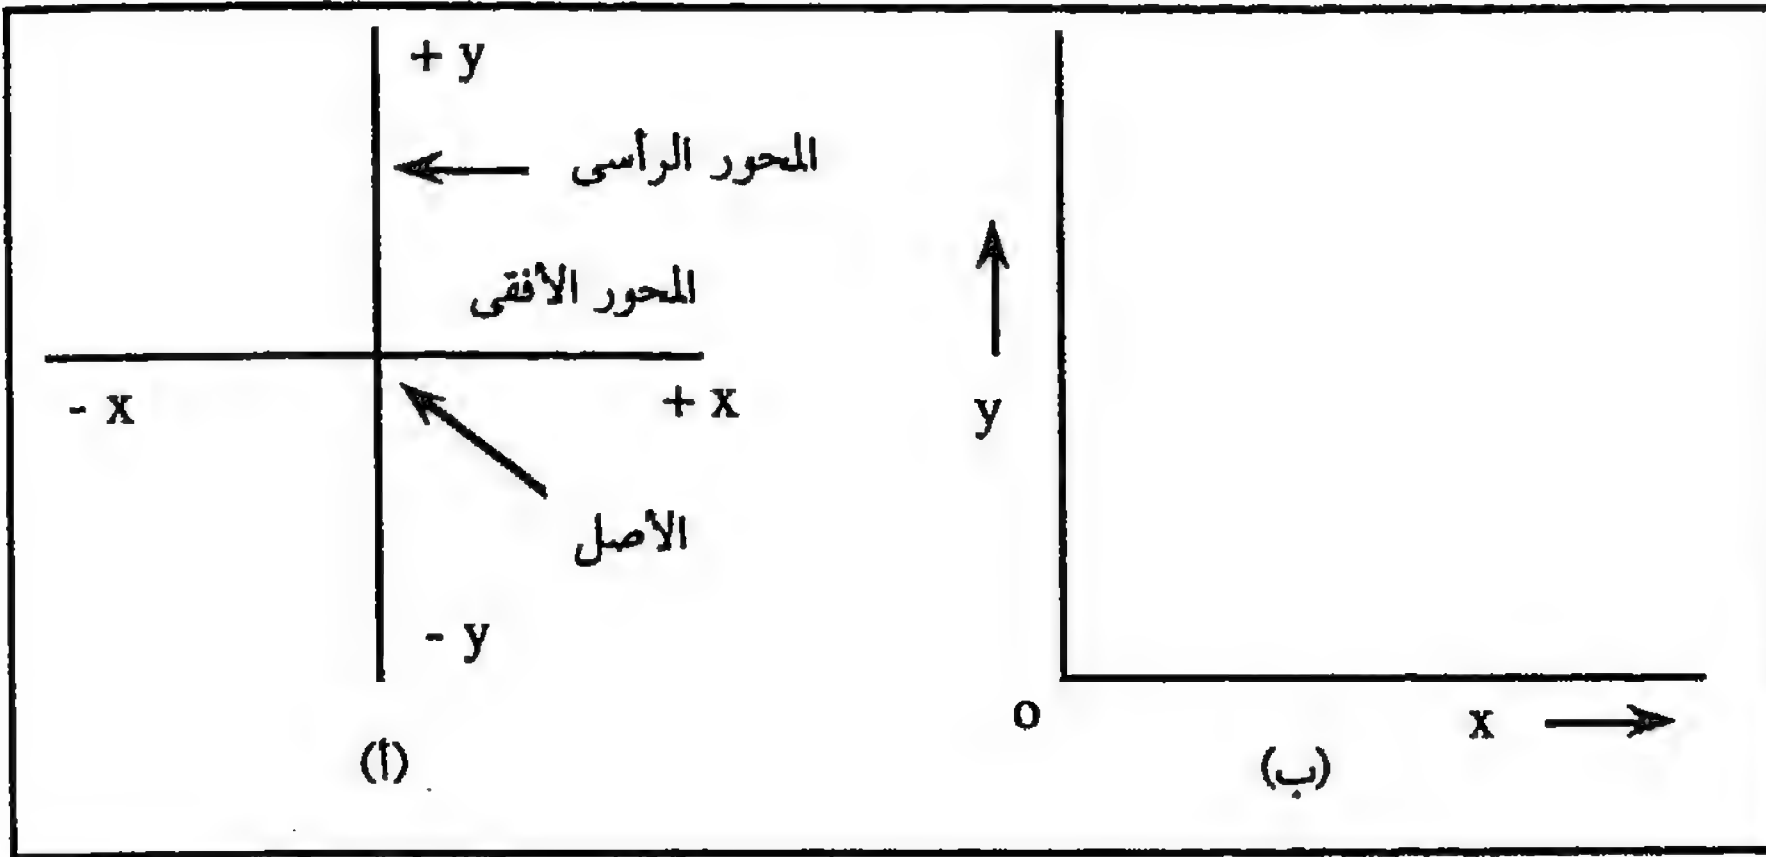 + y
المحور الرأسى
المحور الأفقى
- x
+ x
الأصل
- y
(أ)
y
o
x
(ب)